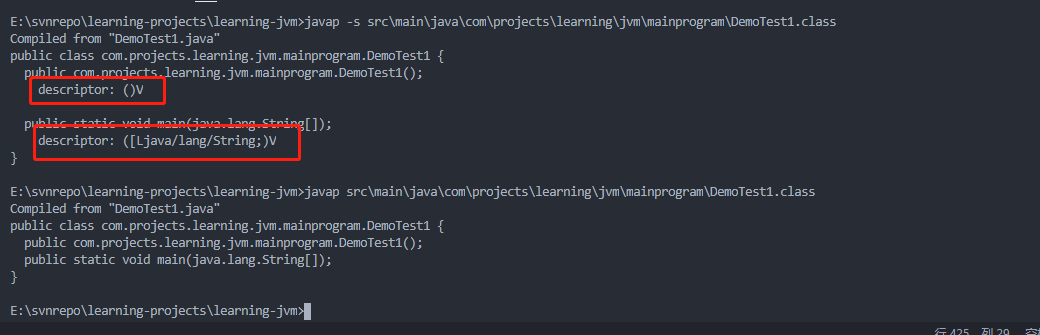 E:\svnrepo\learning-projects\learning-jvm>javap -s src\main\java\com\projects\learning\jvm\mainprogram\DemoTest1.class
Compiled from "DemoTest1.java"
public class com.projects.learning.jvm.mainprogram.DemoTest1 {
  public com.projects.learning.jvm.mainprogram.DemoTest1();
    descriptor: ()V
  public static void main(java.lang.String[]);
    descriptor: ([Ljava/lang/String;)V
}
E:\svnrepo\learning-projects\learning-jvm>javap src\main\java\com\projects\learning\jvm\mainprogram\DemoTest1.class
Compiled from "DemoTest1.java"
public class com.projects.learning.jvm.mainprogram.DemoTest1 {
  public com.projects.learning.jvm.mainprogram.DemoTest1();
  public static void main(java.lang.String[]);
}
E:\svnrepo\learning-projects\learning-jvm>
行 425, 列 29